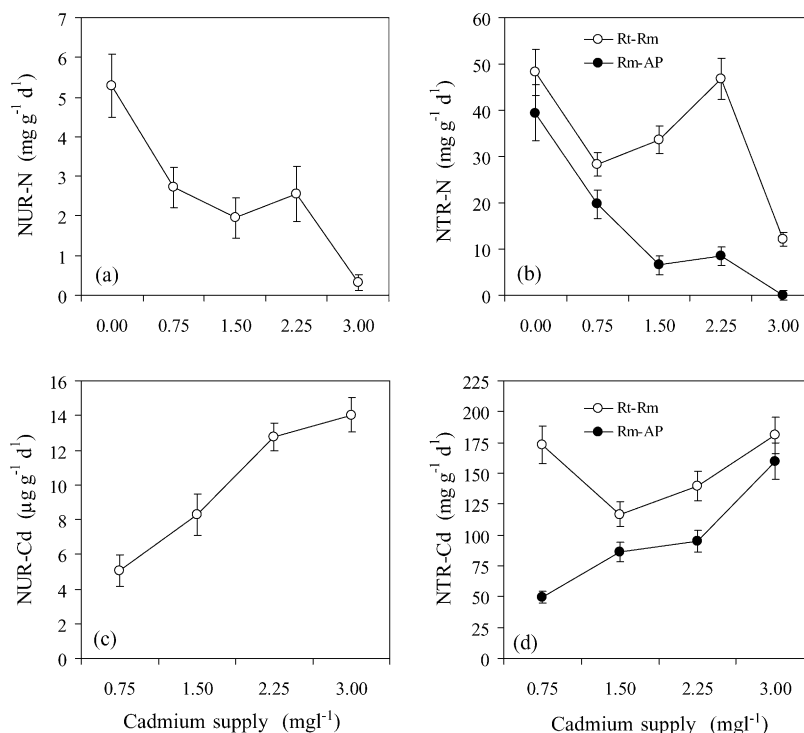 7
6
5
4
3
2
1
0
NUR-N (mg g-1 d1)
(a)
0.00 0.75 1.50 2.25 3.00
60
50
40
30
20
10
0
NTR-N (mg g-1 d1)
Rt-Rm
Rm-AP
(b)
0.00 0.75 1.50 2.25 3.00
16
14
12
10
8
6
4
2
0
NUR-Cd (µg g-1 d1)
(c)
0.75 1.50 2.25 3.00
Cadmium supply (mgl-1)
225
200
175
150
125
100
75
50
25
0
NTR-Cd (mg g-1 d1)
Rt-Rm
Rm-AP
(d)
0.75 1.50 2.25 3.00
Cadmium supply (mgl-1)